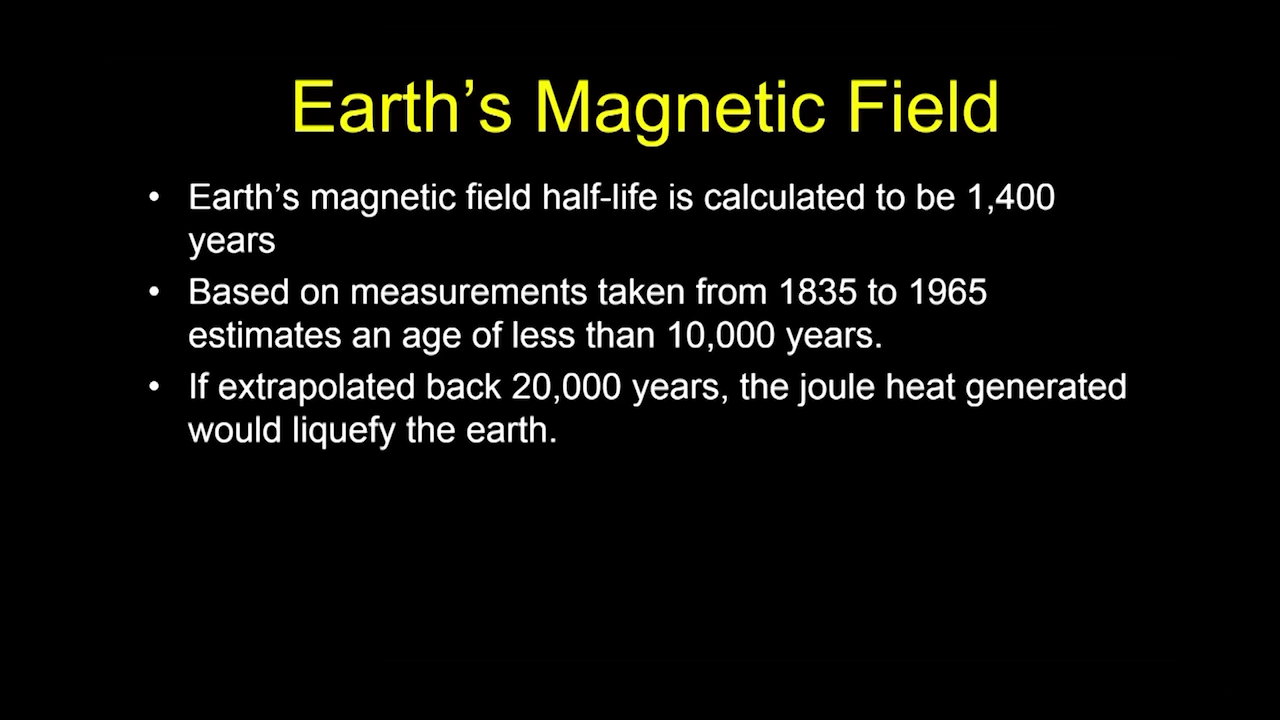 Earth’s Magnetic Field
• Earth’s magnetic field half-life is calculated to be 1,400
years
• Based on measurements taken from 1835 to 1965
estimates an age of less than 10,000 years.
• If extrapolated back 20,000 years, the joule heat generated
would liquefy the earth.